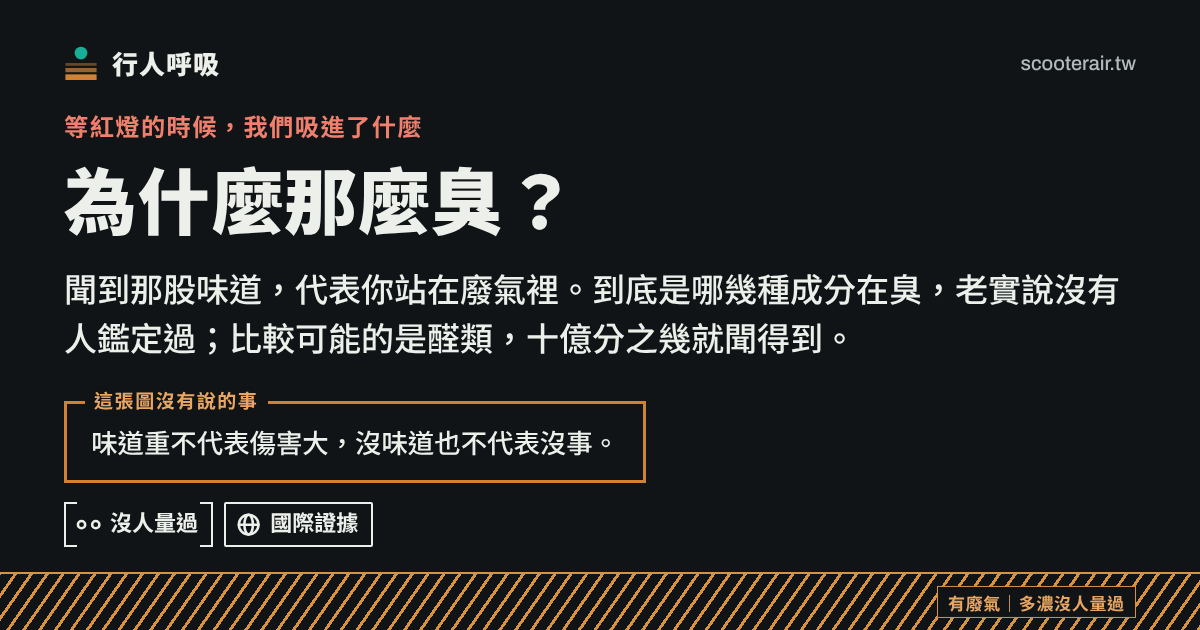 行人呼吸
scooterair.tw
等紅燈的時候，我們吸進了什麼
為什麼那麼臭？
聞到那股味道，代表你站在廢氣裡。到底是哪幾種成分在臭，老實說沒有
人鑑定過；比較可能的是醛類，十億分之幾就聞得到。
這張圖沒有說的事
味道重不代表傷害大，沒味道也不代表沒事。
沒人量過
國際證據
有廢氣｜多濃沒人量過